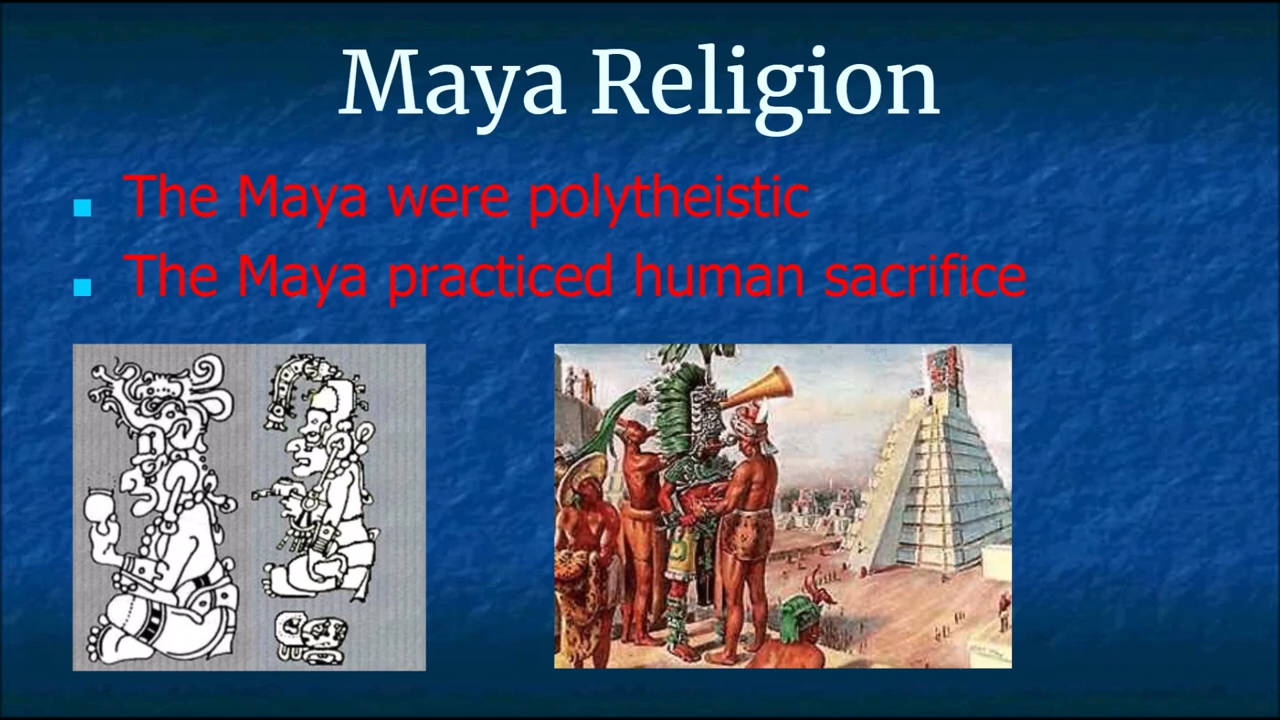 Maya Religion
The Maya were polytheistic
The Maya practiced human sacrifice